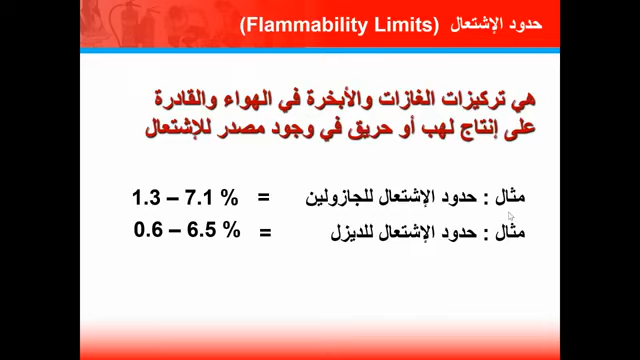 حدود الإشتعال (Flammability Limits)
هي تركيزات الغازات والأبخرة في الهواء والقادرة
على إنتاج لهب أو حريق في وجود مصدر للإشتعال
مثال : حدود الإشتعال للجازولين = 1.3 – 7.1 %
مثال : حدود الإشتعال للديزل = 0.6 – 6.5 %